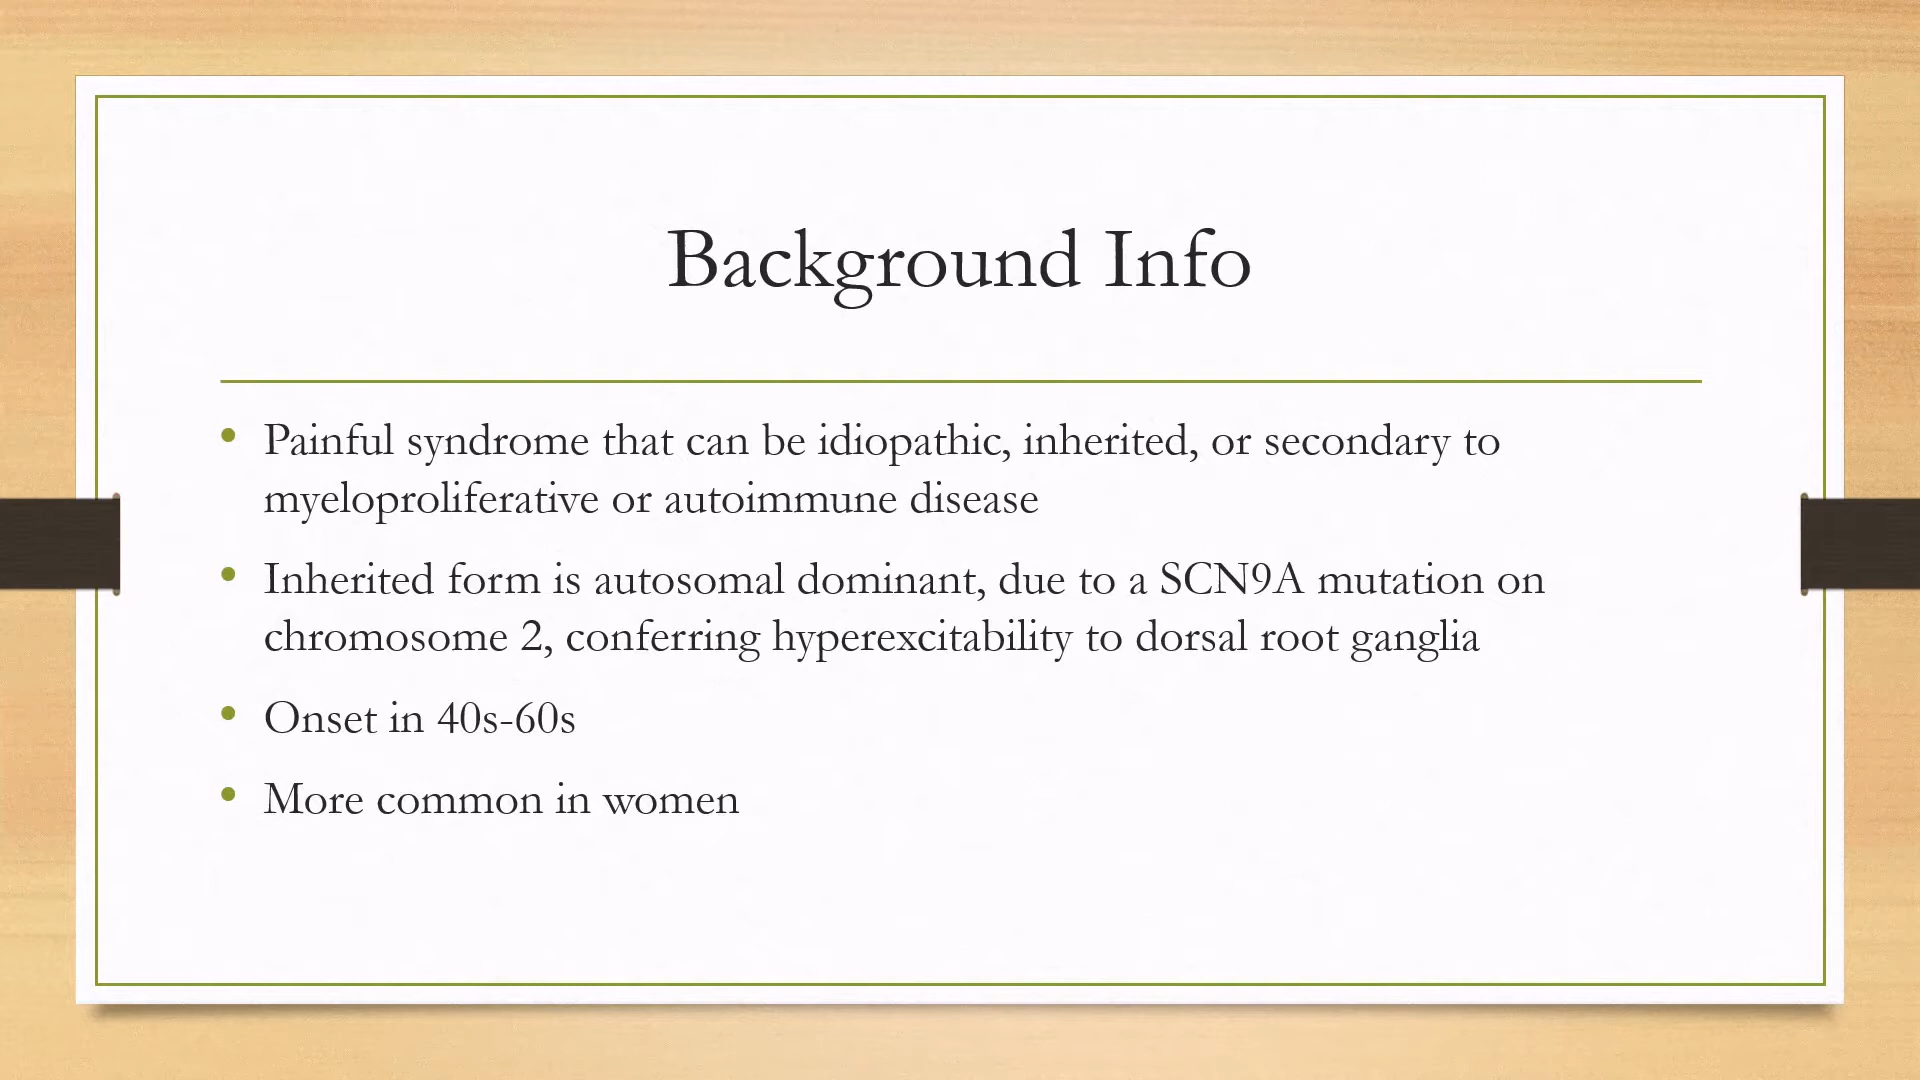 Background Info
• Painful syndrome that can be idiopathic, inherited, or secondary to
myeloproliferative or autoimmune disease
• Inherited form is autosomal dominant, due to a SCN9A mutation on
chromosome 2, conferring hyperexcitability to dorsal root ganglia
• Onset in 40s-60s
• More common in women